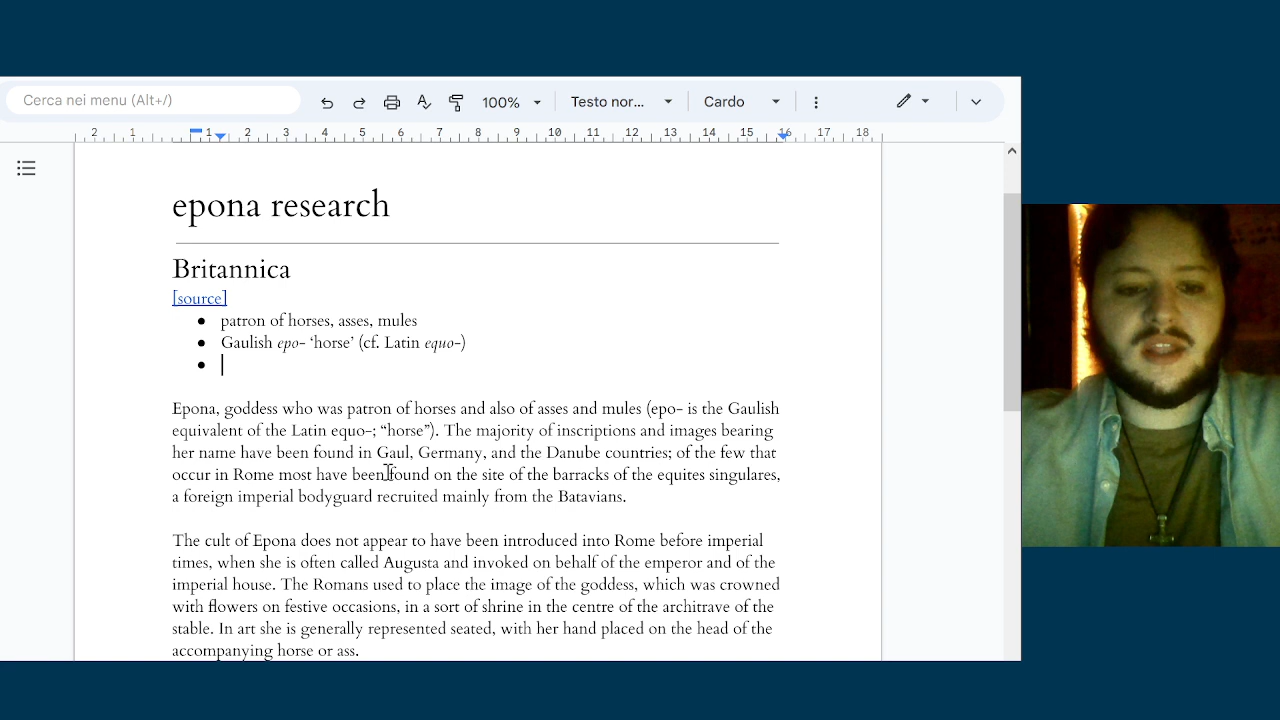 Cerca nei menu (Alt+/)
100%
Testo nor...
Cardo
2 1 1 2 3 4 5 6 7 8 9 10 11 12 13 14 15 16 17 18
epona research
Britannica
[source]
● patron of horses, asses, mules
● Gaulish epo- ‘horse’ (cf. Latin equo-)
●
Epona, goddess who was patron of horses and also of asses and mules (epo- is the Gaulish
equivalent of the Latin equo-; “horse”). The majority of inscriptions and images bearing
her name have been found in Gaul, Germany, and the Danube countries; of the few that
occur in Rome most have been found on the site of the barracks of the equites singulares,
a foreign imperial bodyguard recruited mainly from the Batavians.
The cult of Epona does not appear to have been introduced into Rome before imperial
times, when she is often called Augusta and invoked on behalf of the emperor and of the
imperial house. The Romans used to place the image of the goddess, which was crowned
with flowers on festive occasions, in a sort of shrine in the centre of the architrave of the
stable. In art she is generally represented seated, with her hand placed on the head of the
accompanying horse or ass.